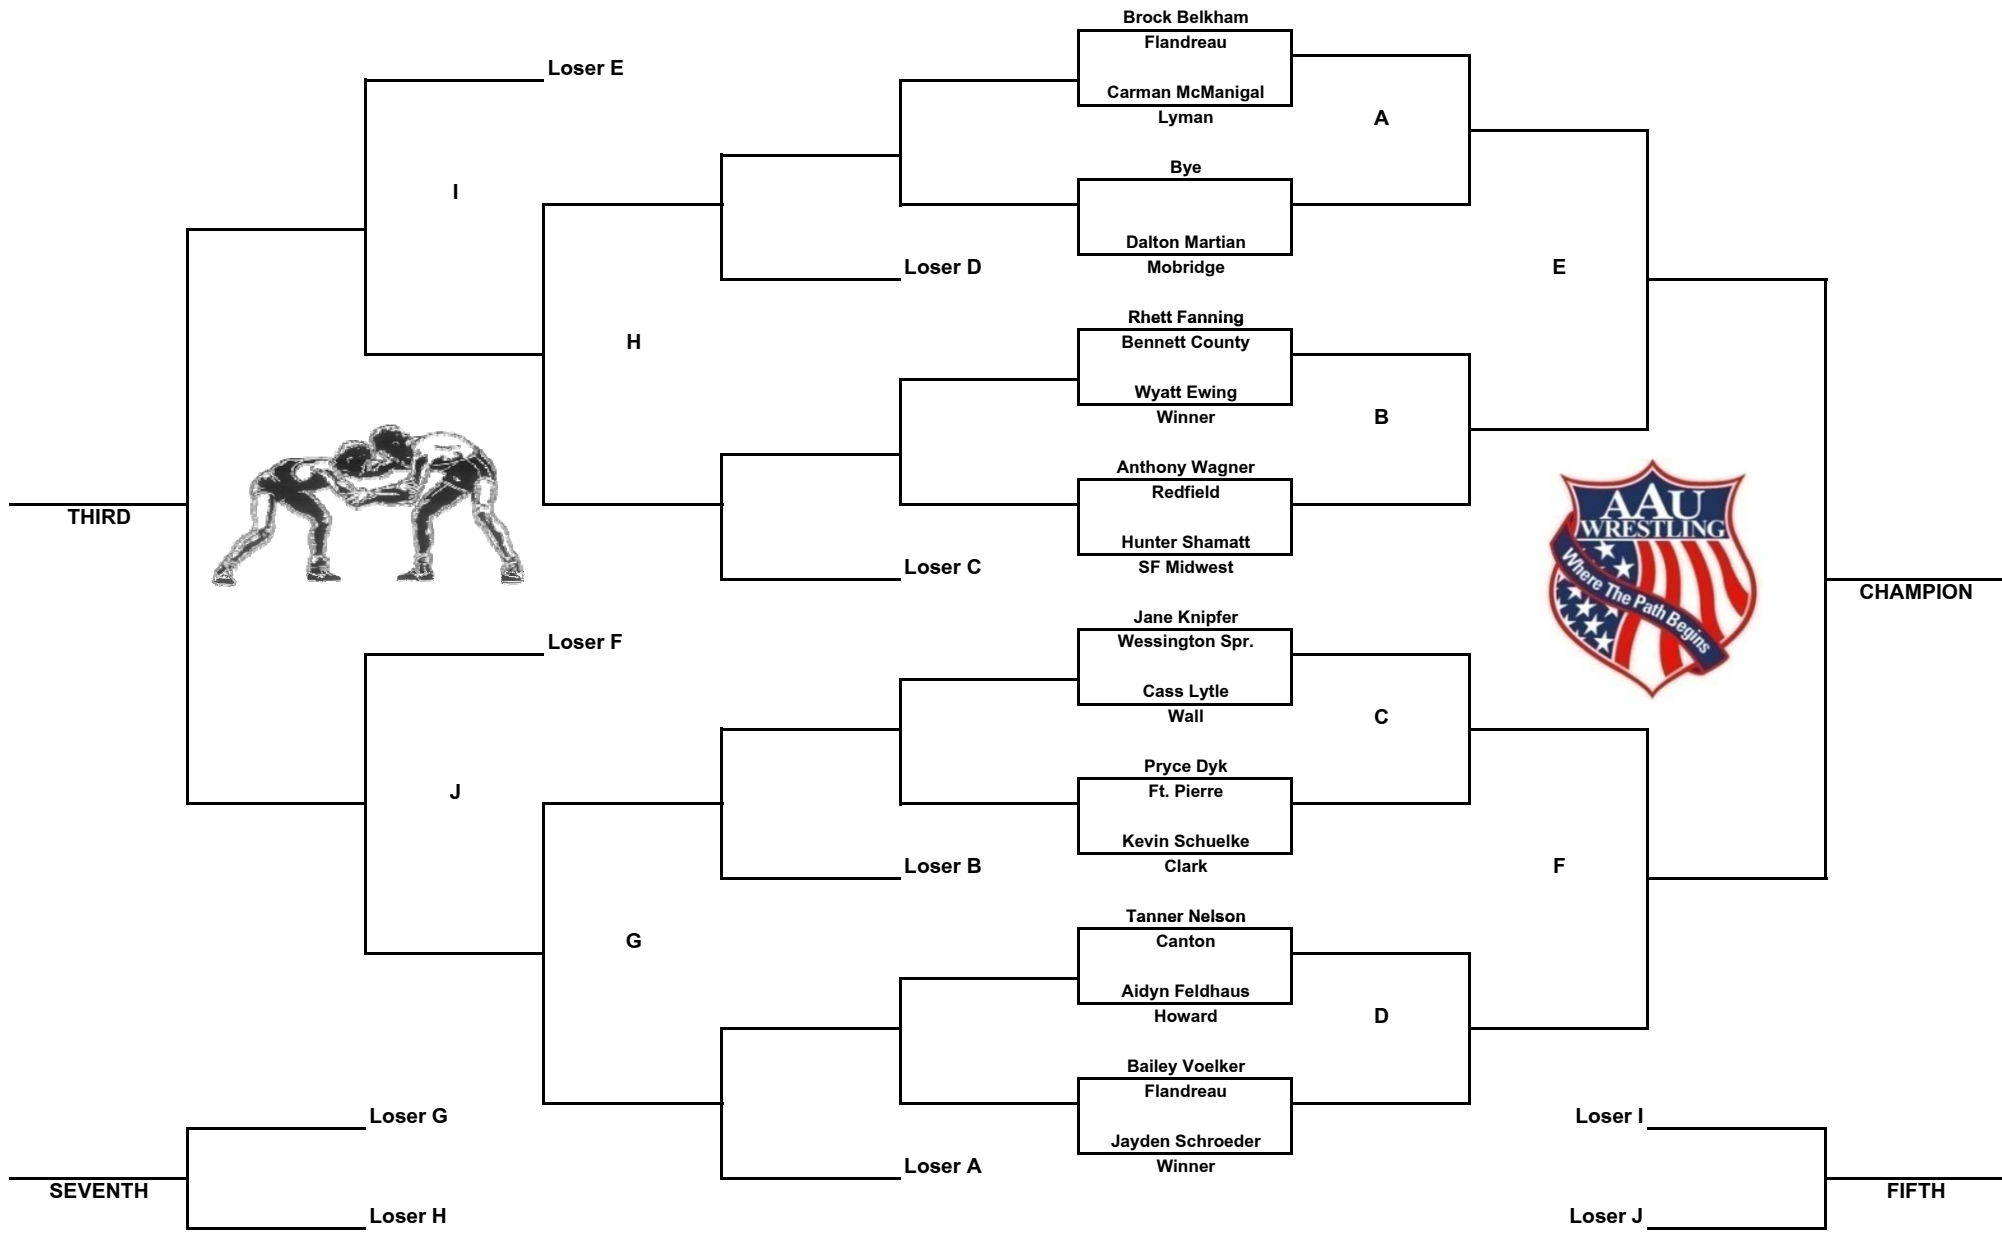 Brock Belkham
Flandreau
Loser E
Carman McManigal
Lyman
A
Bye
I
Dalton Martian
Mobridge
Loser D
E
Rhett Fanning
Bennett County
H
Wyatt Ewing
Winner
B
Anthony Wagner
Redfield
THIRD
Hunter Shamatt
SF Midwest
Loser C
AAU
WRESTLING
Where The Path Begins
CHAMPION
Jane Knipfer
Wessington Spr.
Loser F
Cass Lytle
Wall
C
Pryce Dyk
Ft. Pierre
J
Kevin Schuelke
Clark
Loser B
F
Tanner Nelson
Canton
G
Aidyn Feldhaus
Howard
D
Bailey Voelker
Flandreau
Loser G
Loser I
Jayden Schroeder
Winner
Loser A
SEVENTH
FIFTH
Loser H
Loser J